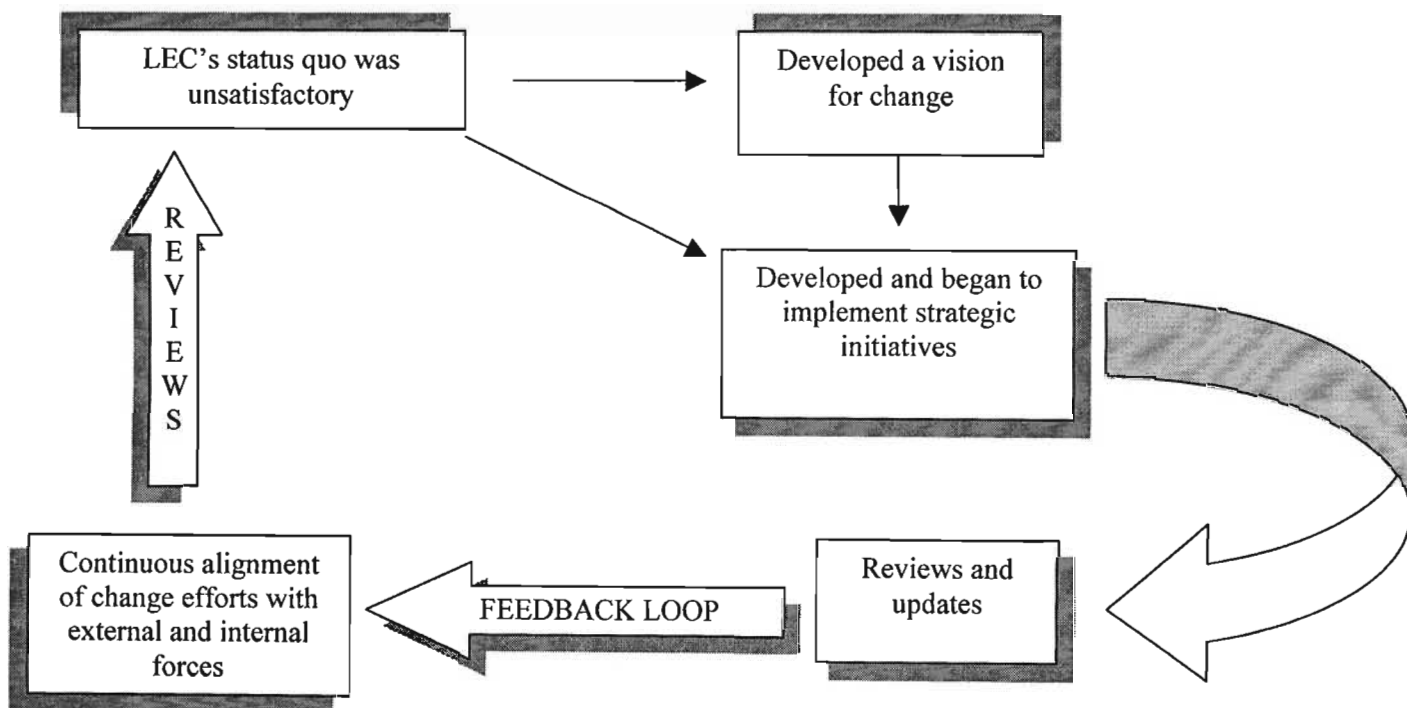 LEC’s status quo was
unsatisfactory
Developed a vision
for change
Developed and began to
implement strategic
initiatives
Reviews and
updates
FEEDBACK LOOP
Continuous alignment
of change efforts with
external and internal
forces
R
E
V
I
E
W
S